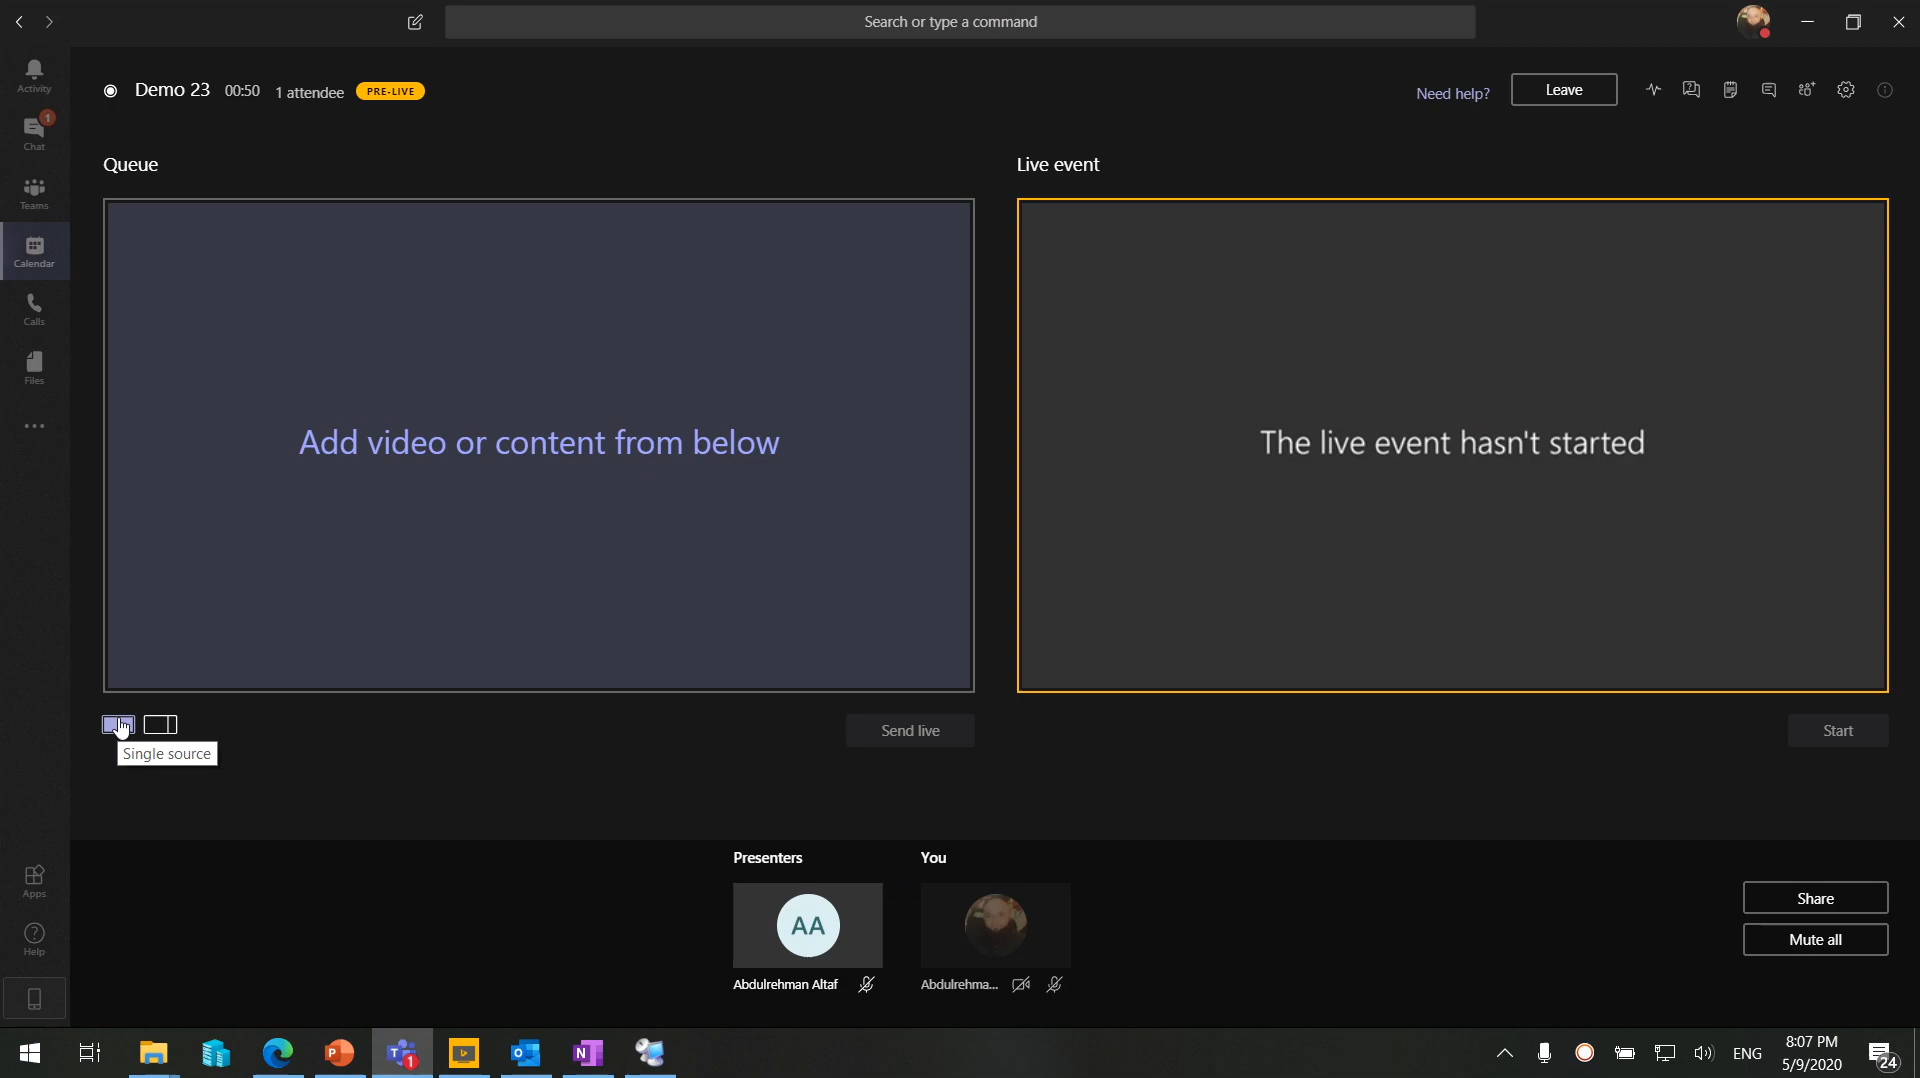 Search or type a command
Activity
1
Chat
Teams
Calendar
Calls
Files
Apps
Help
Demo 23 00:50 1 attendee PRE-LIVE
Need help? Leave
Queue
Live event
Add video or content from below
The live event hasn't started
Single source
Send live
Start
Presenters
You
AA
Abdulrehman Altaf
Abdulrehma...
Share
Mute all
P
T
1
O
N
ENG
8:07 PM
5/9/2020
24